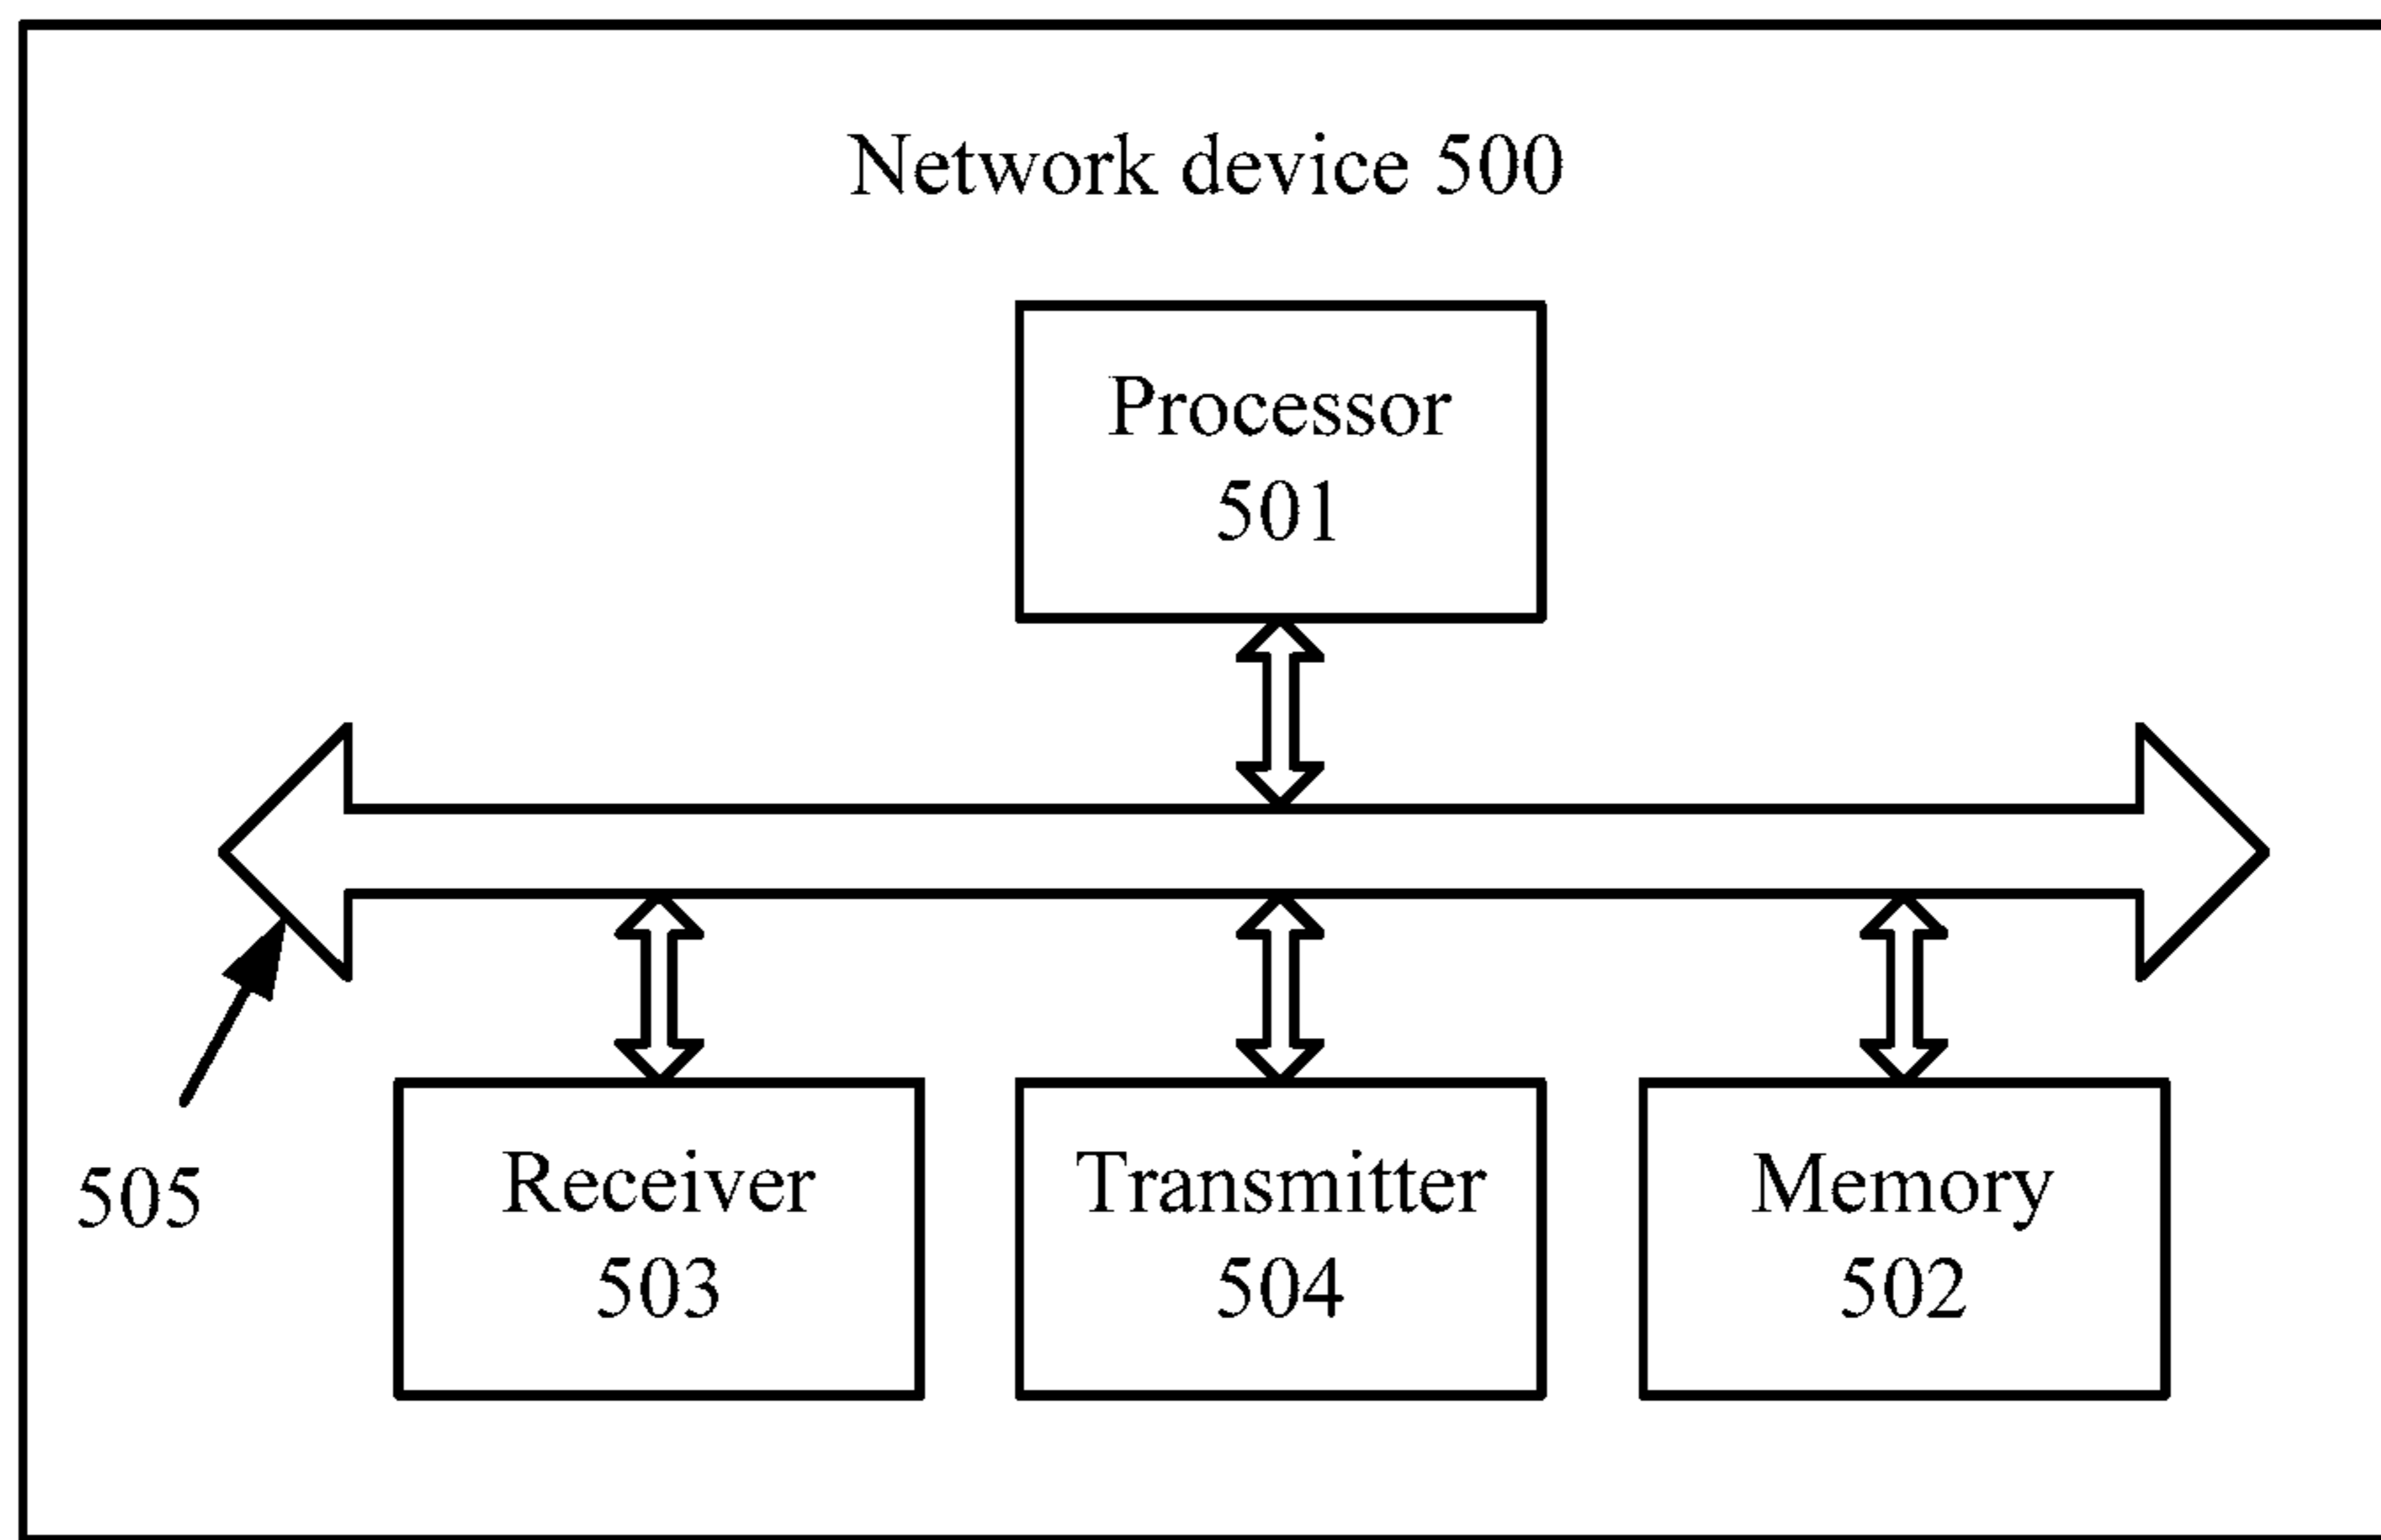 Network device 500
Processor
501
505
Receiver
503
Transmitter
504
Memory
502